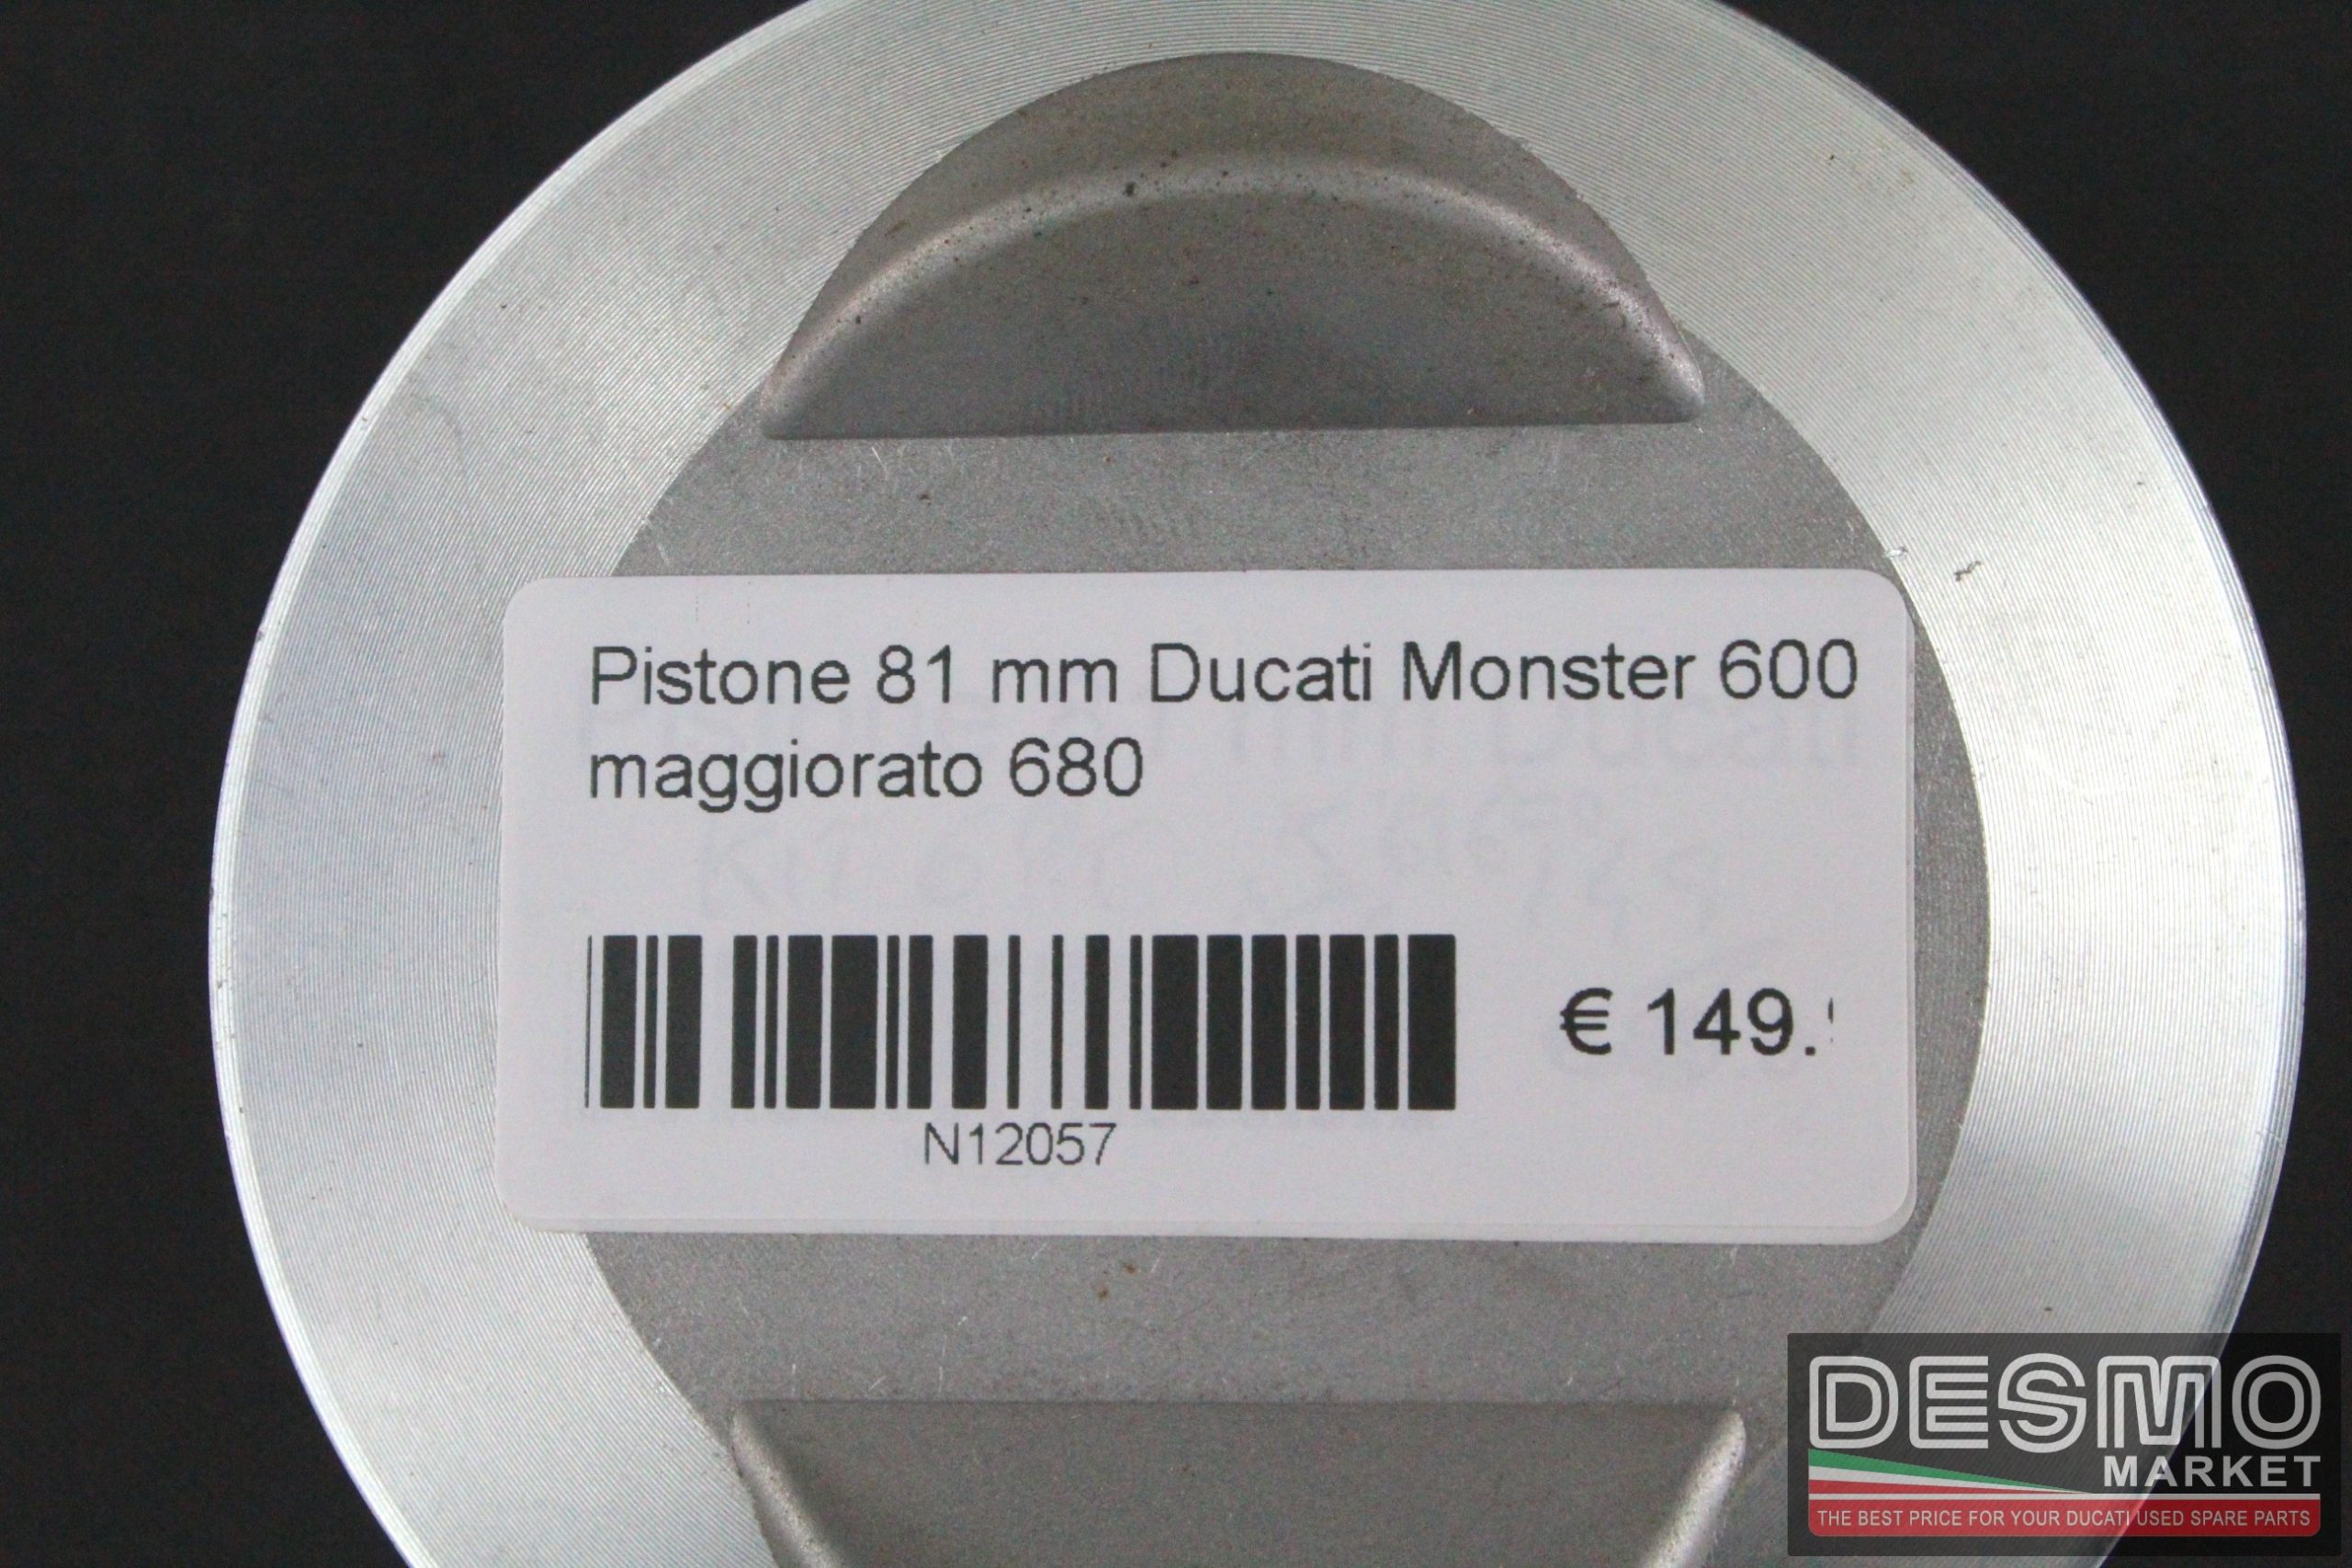 Pistone 81 mm Ducati Monster 600
maggiorato 680
€ 149.
N12057
DESMO
MARKET
THE BEST PRICE FOR YOUR DUCATI USED SPARE PARTS